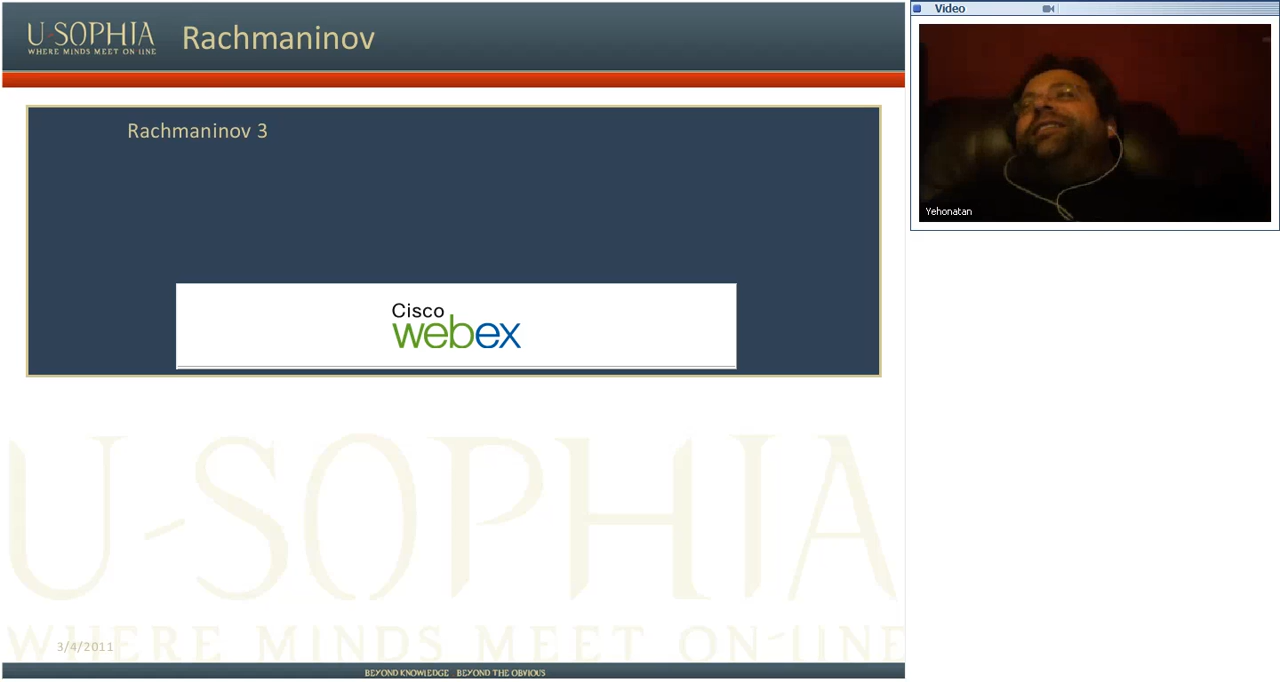 U-SOPHIA
WHERE MINDS MEET ON-LINE
Rachmaninov
Rachmaninov 3
Cisco
webex
U-SOPHIA
WHERE MINDS MEET ON-LINE
3/4/2011
BEYOND KNOWLEDGE BEYOND THE OBVIOUS
Video
Yehonatan